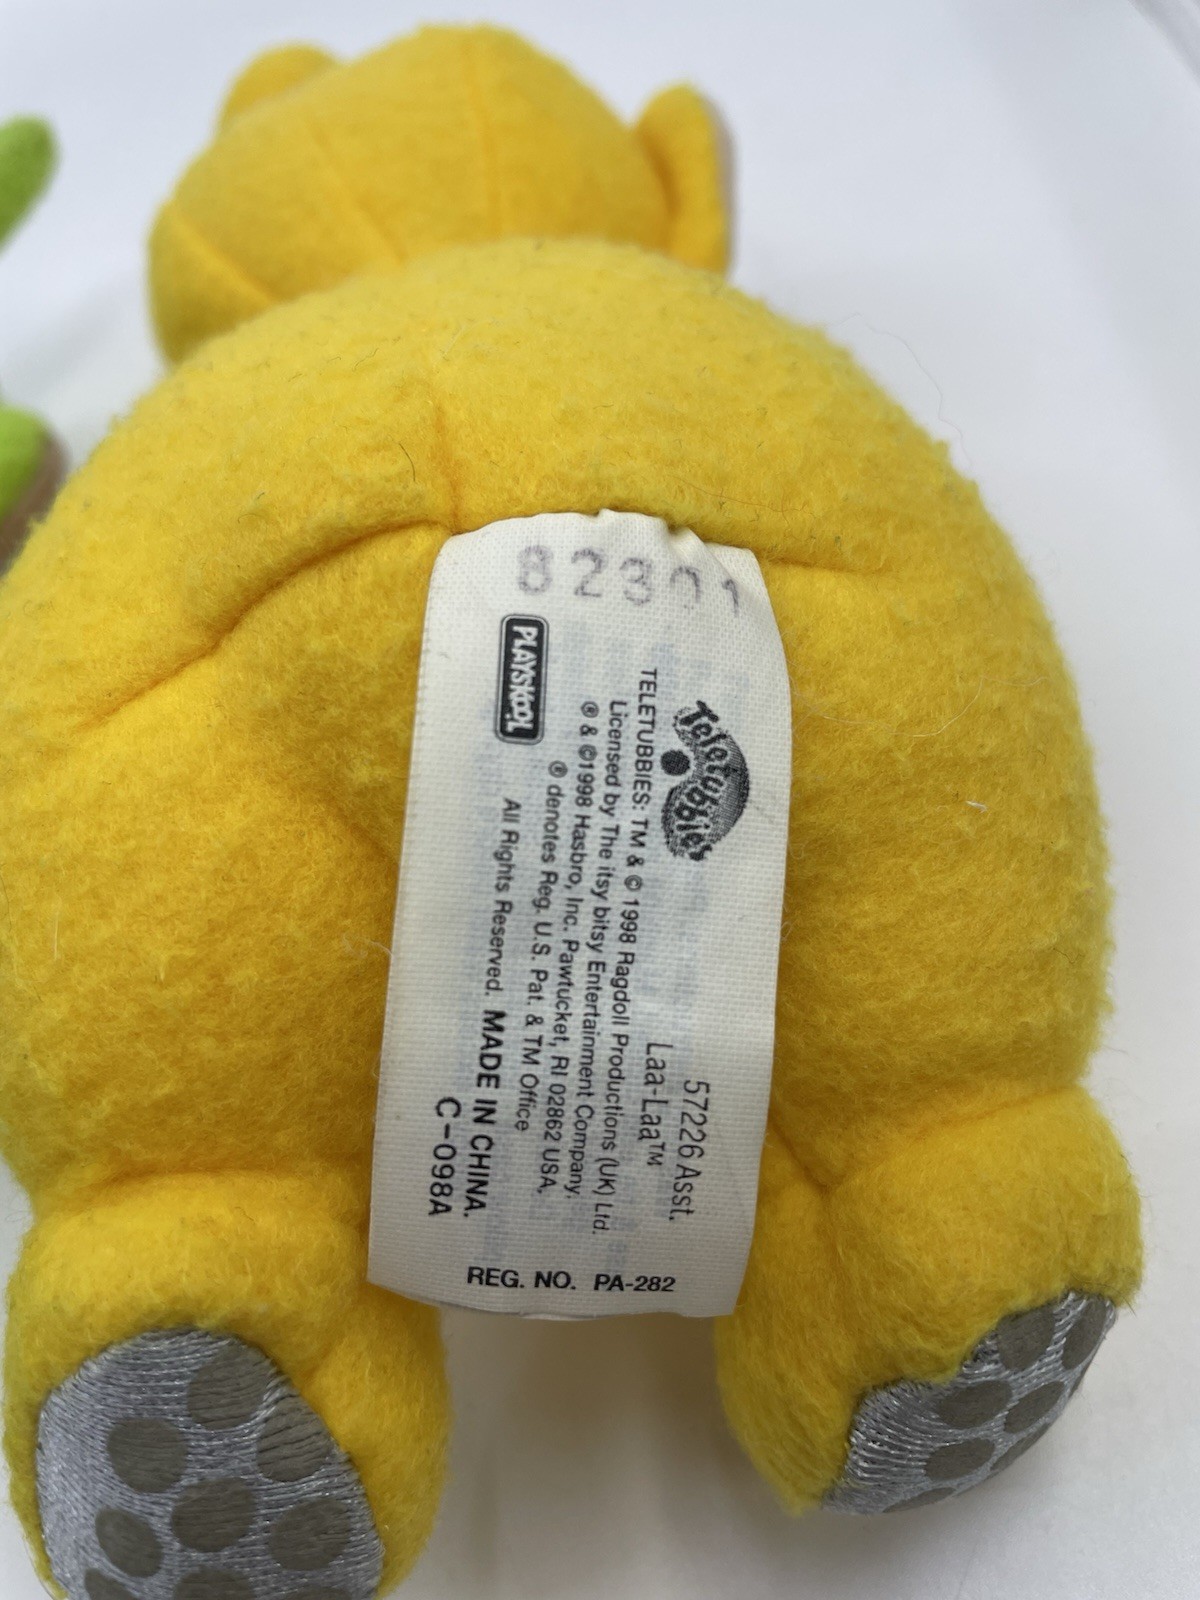 82301
Teletubbies
57226 Asst.
Laa-Laa™
TELETUBBIES: TM & © 1998 Ragdoll Productions (UK) Ltd.
Licensed by The itsy bitsy Entertainment Company.
® & ©1998 Hasbro, Inc. Pawtucket, RI 02862 USA.
® denotes Reg. U.S. Pat. & TM Office
All Rights Reserved. MADE IN CHINA.
PLAYSKOOL
C-098A
REG. NO. PA-282